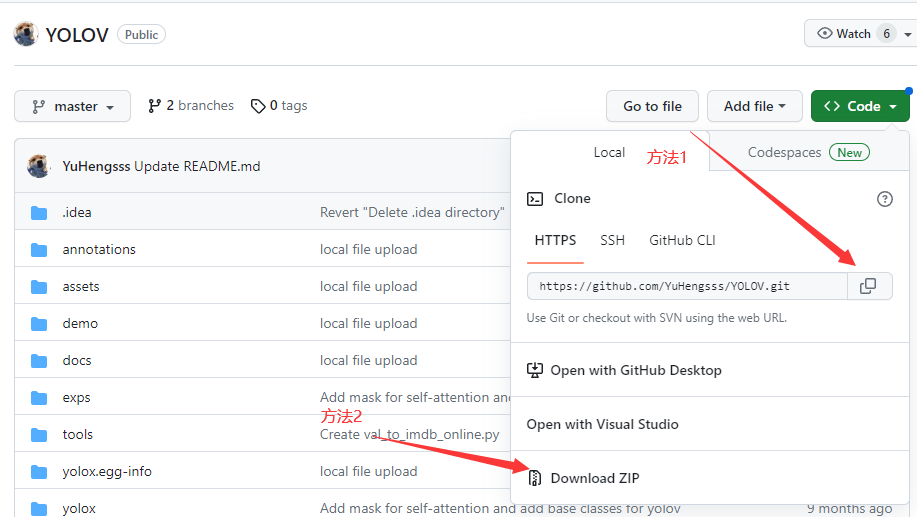 YOLOV Public Watch 6
master 2 branches 0 tags Go to file Add file Code
YuHengsss Update README.md
.idea Revert "Delete .idea directory"
annotations local file upload
assets local file upload
demo local file upload
docs local file upload
exps Add mask for self-attention and
tools Create val_to_imdb_online.py
yolox.egg-info local file upload
yolox Add mask for self-attention and add base classes for yolov 9 months ago
Local 方法1 Codespaces New
Clone
HTTPS SSH GitHub CLI
https://github.com/YuHengsss/YOLOV.git
Use Git or checkout with SVN using the web URL.
Open with GitHub Desktop
Open with Visual Studio
方法2
Download ZIP